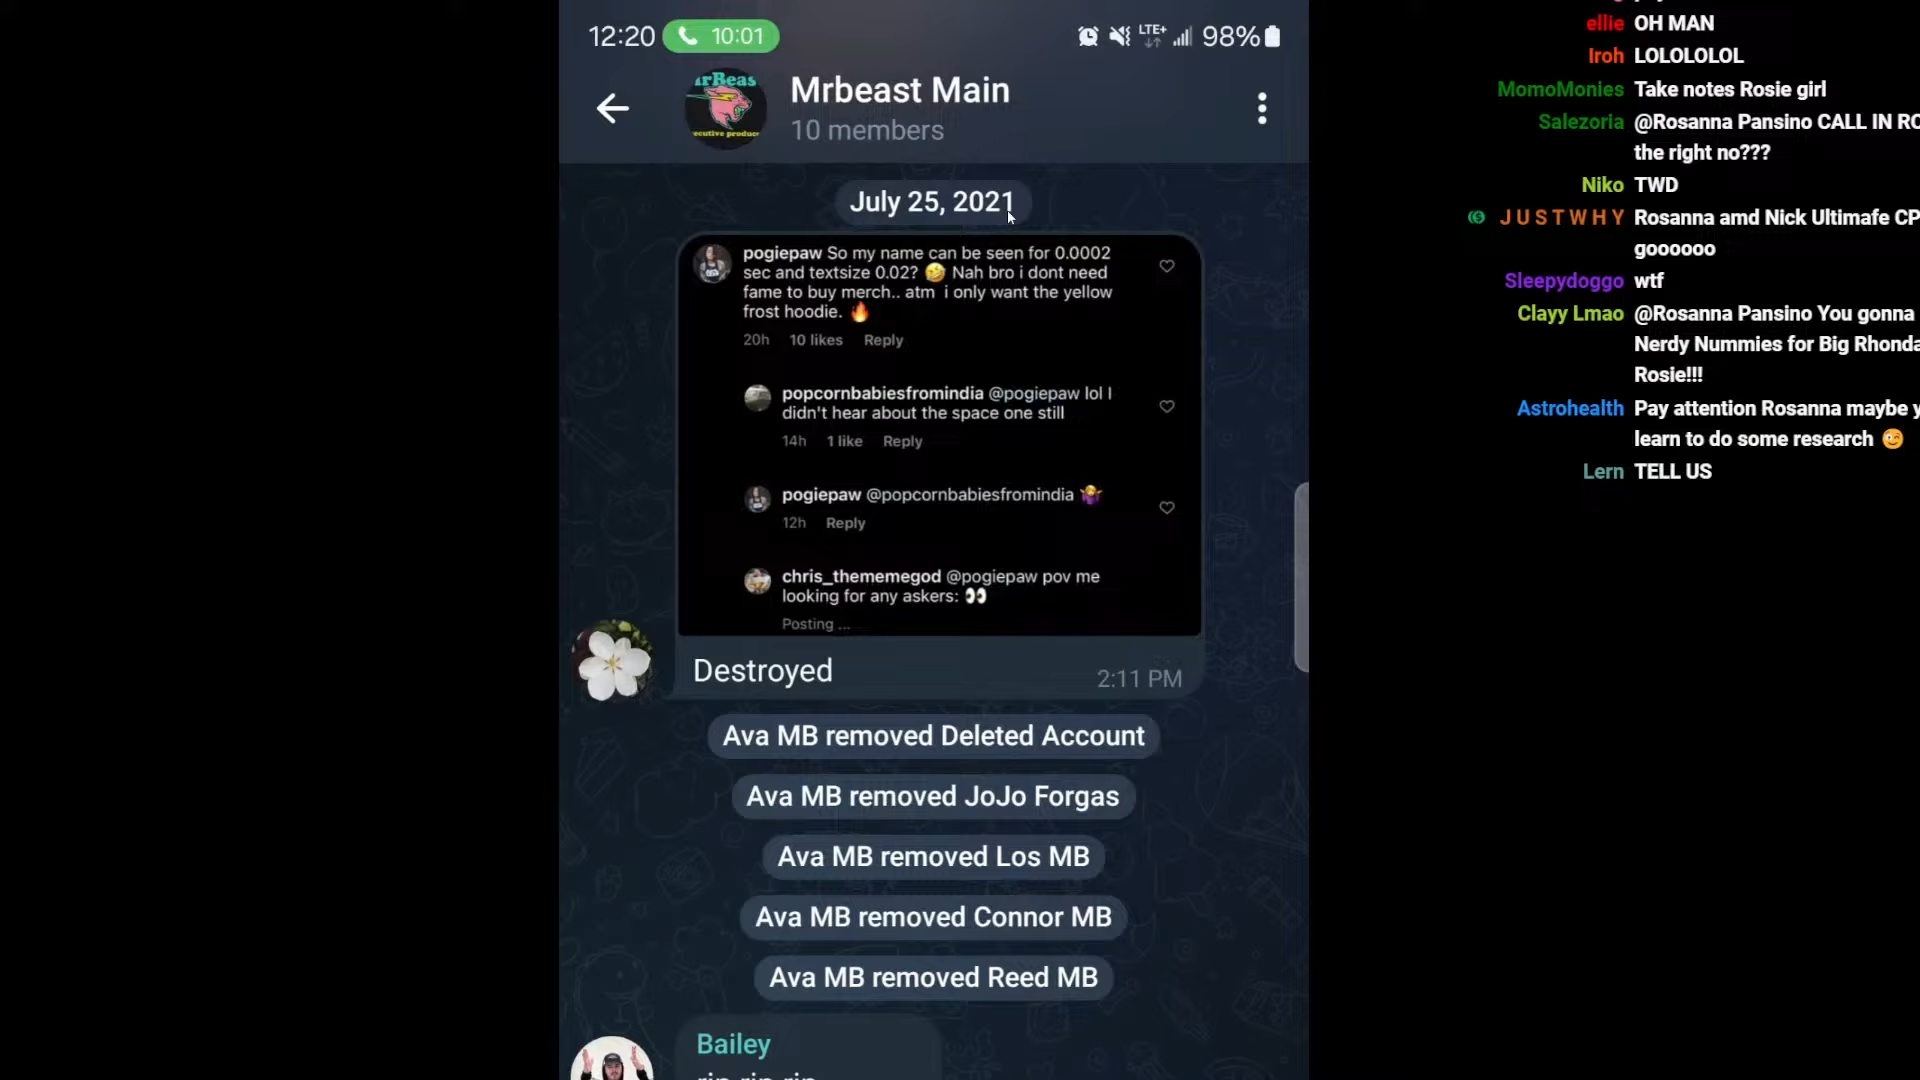 12:20
10:01
LTE+
98%
rBeas
ecutive produc
Mrbeast Main
10 members
July 25, 2021
pogiepaw So my name can be seen for 0.0002
sec and textsize 0.02? 🤣 Nah bro i dont need
fame to buy merch.. atm i only want the yellow
frost hoodie. 🔥
20h 10 likes Reply
popcornbabiesfromindia @pogiepaw lol I
didn't hear about the space one still
14h 1 like Reply
pogiepaw @popcornbabiesfromindia 🤷‍♀️
12h Reply
chris_thememegod @pogiepaw pov me
looking for any askers: 👀
Posting ...
Destroyed
2:11 PM
Ava MB removed Deleted Account
Ava MB removed JoJo Forgas
Ava MB removed Los MB
Ava MB removed Connor MB
Ava MB removed Reed MB
Bailey
ellie OH MAN
Iroh LOLOLOLOL
MomoMonies Take notes Rosie girl
Salezoria @Rosanna Pansino CALL IN RO
the right no???
Niko TWD
J U S T W H Y Rosanna amd Nick Ultimafe CP
goooooo
Sleepydoggo wtf
Clayy Lmao @Rosanna Pansino You gonna
Nerdy Nummies for Big Rhonda
Rosie!!!
Astrohealth Pay attention Rosanna maybe y
learn to do some research 😉
Lern TELL US